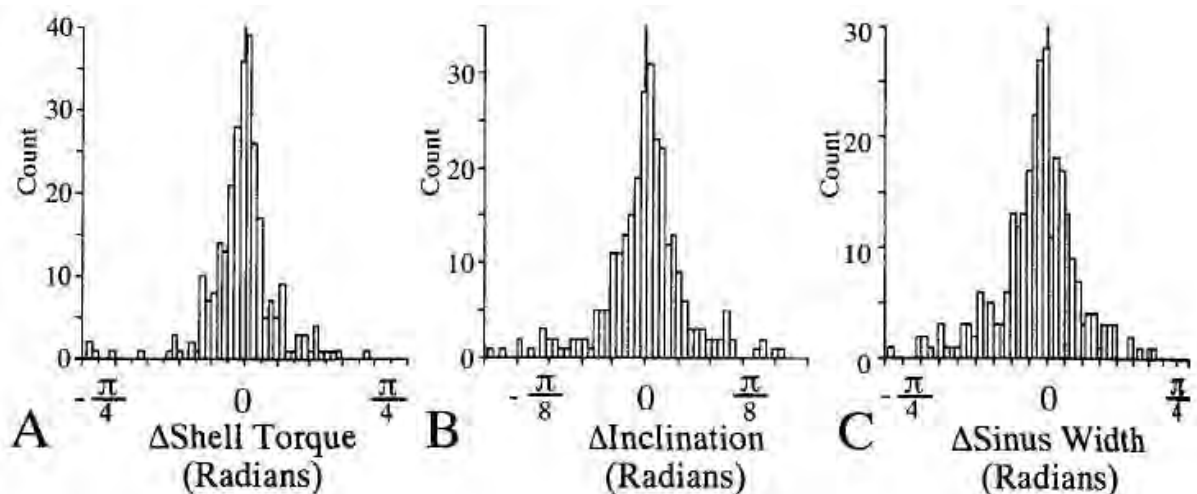 40
30
20
10
0
Count
- π/4
0
π/4
A
ΔShell Torque
(Radians)
30
20
10
0
Count
- π/8
0
π/8
B
ΔInclination
(Radians)
30
20
10
0
Count
- π/4
0
π/4
C
ΔSinus Width
(Radians)